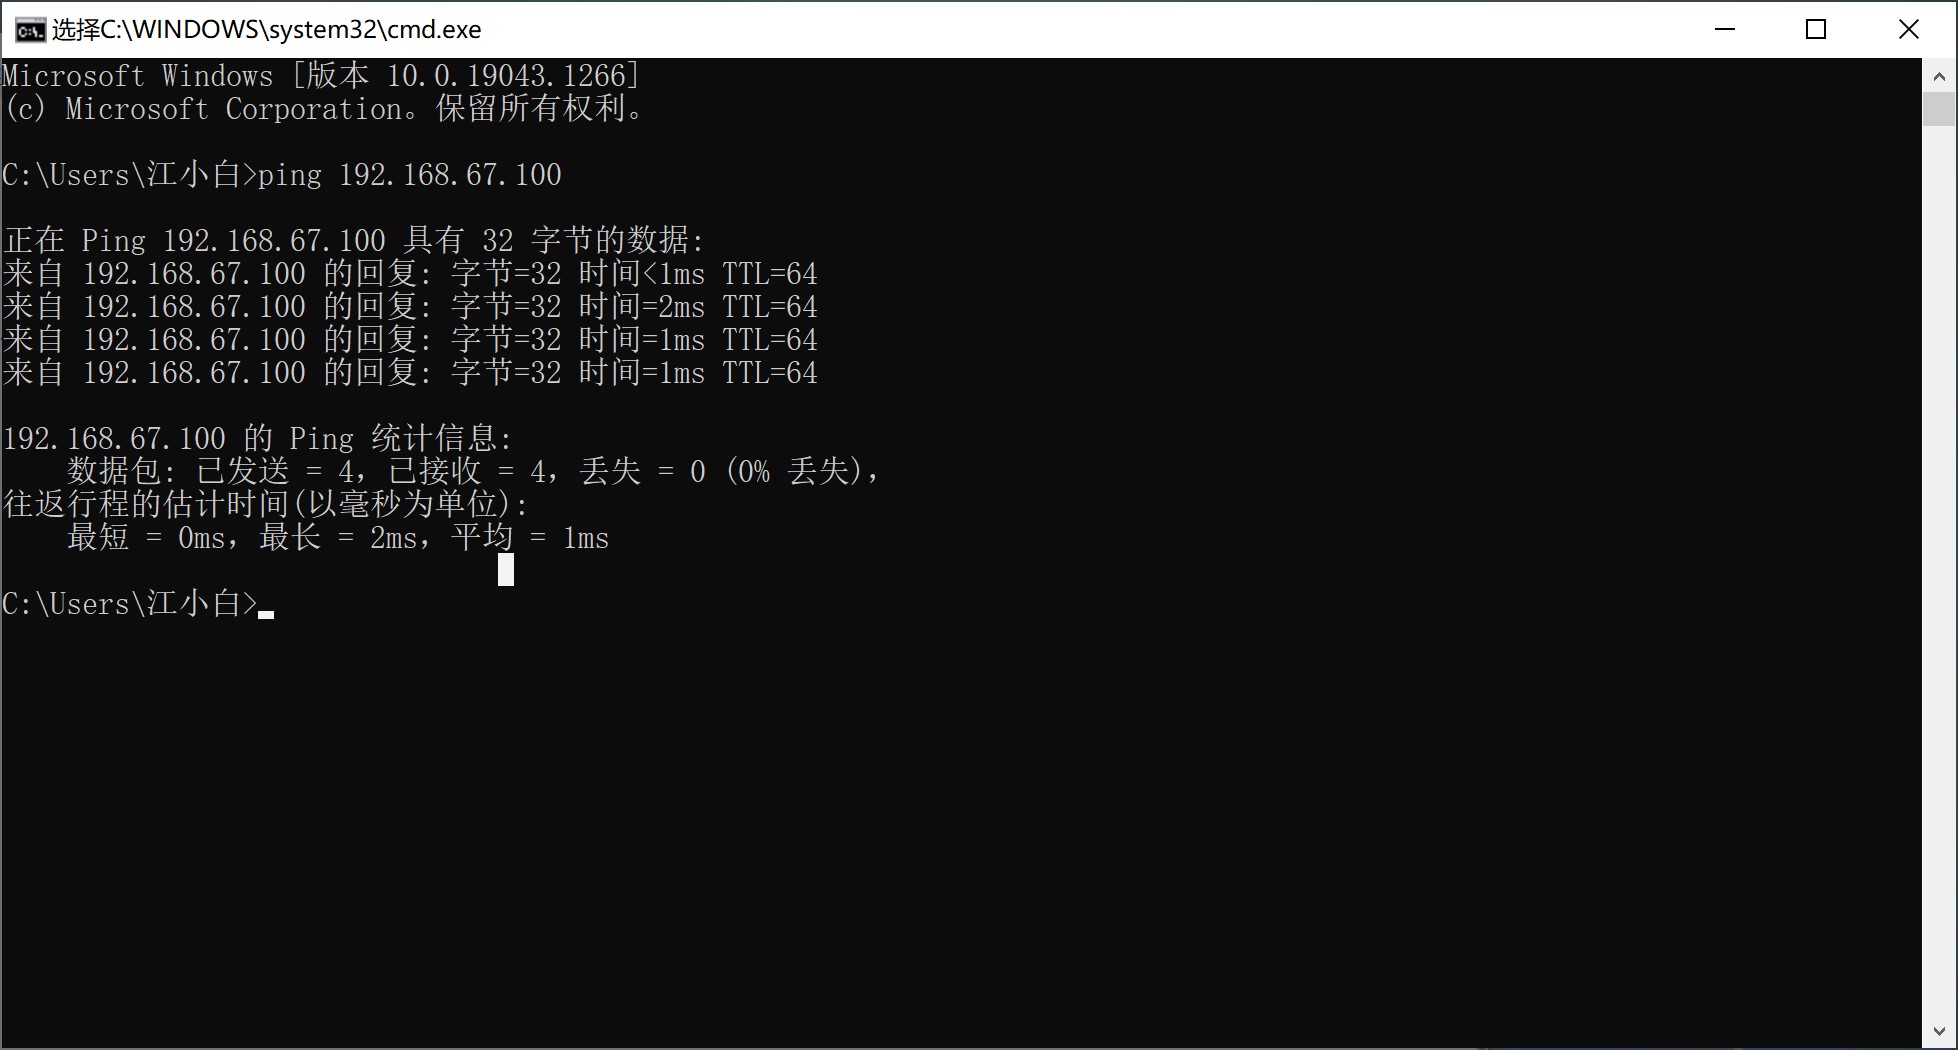 选择C:\WINDOWS\system32\cmd.exe
Microsoft Windows [版本 10.0.19043.1266]
(c) Microsoft Corporation。保留所有权利。
C:\Users\江小白>ping 192.168.67.100
正在 Ping 192.168.67.100 具有 32 字节的数据:
来自 192.168.67.100 的回复: 字节=32 时间<1ms TTL=64
来自 192.168.67.100 的回复: 字节=32 时间=2ms TTL=64
来自 192.168.67.100 的回复: 字节=32 时间=1ms TTL=64
来自 192.168.67.100 的回复: 字节=32 时间=1ms TTL=64
192.168.67.100 的 Ping 统计信息:
    数据包: 已发送 = 4，已接收 = 4，丢失 = 0 (0% 丢失)，
往返行程的估计时间(以毫秒为单位):
    最短 = 0ms，最长 = 2ms，平均 = 1ms
C:\Users\江小白>